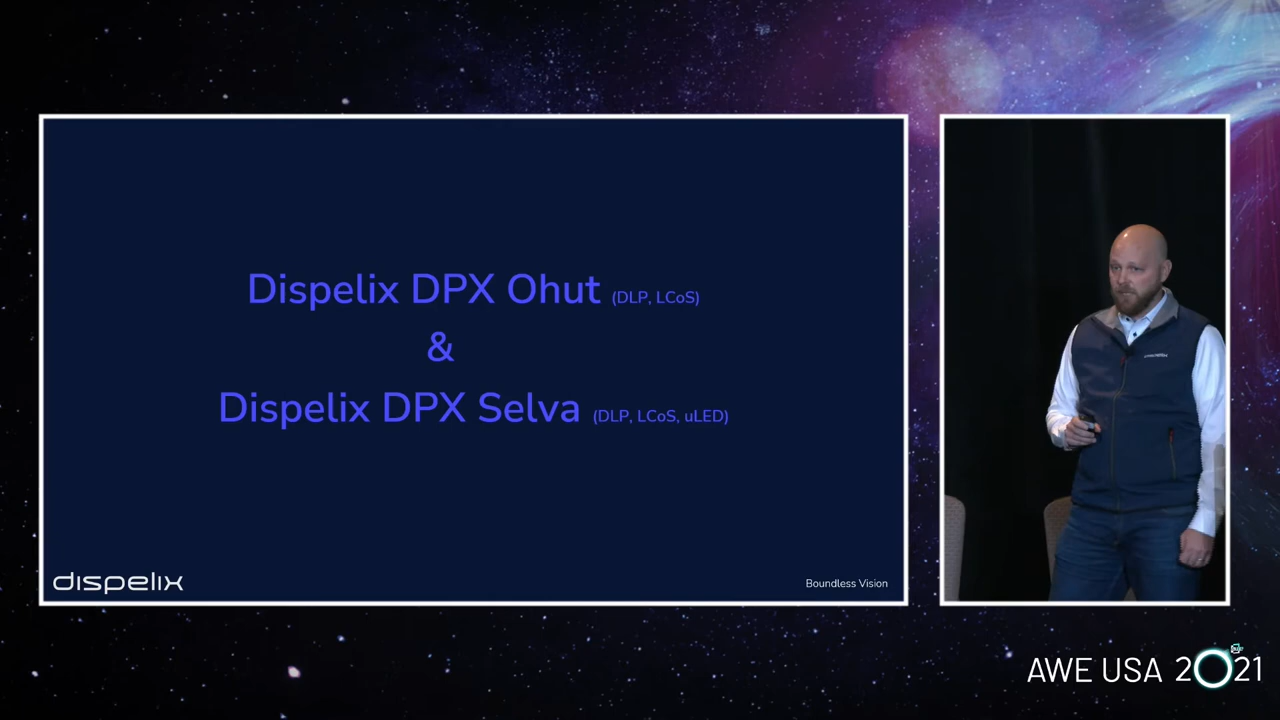 Dispelix DPX Ohut (DLP, LCoS)
&
Dispelix DPX Selva (DLP, LCoS, uLED)
dispelix
Boundless Vision
AWE USA 2021